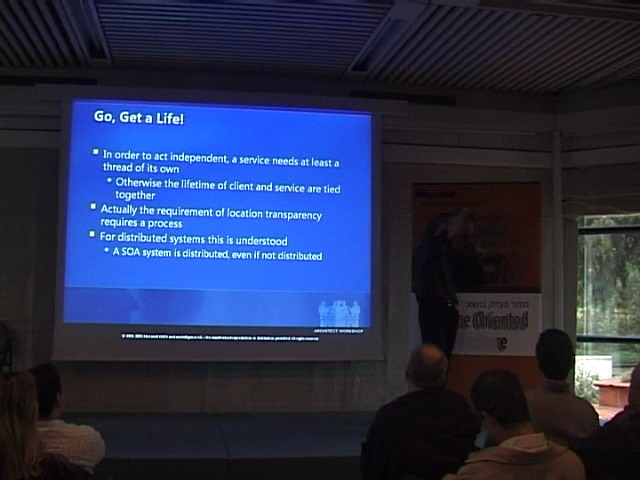 Go, Get a Life!
In order to act independent, a service needs at least a
thread of its own
Otherwise the lifetime of client and service are tied
together
Actually the requirement of location transparency
requires a process
For distributed systems this is understood
A SOA system is distributed, even if not distributed
ARCHITECT WORKSHOP
Oriented